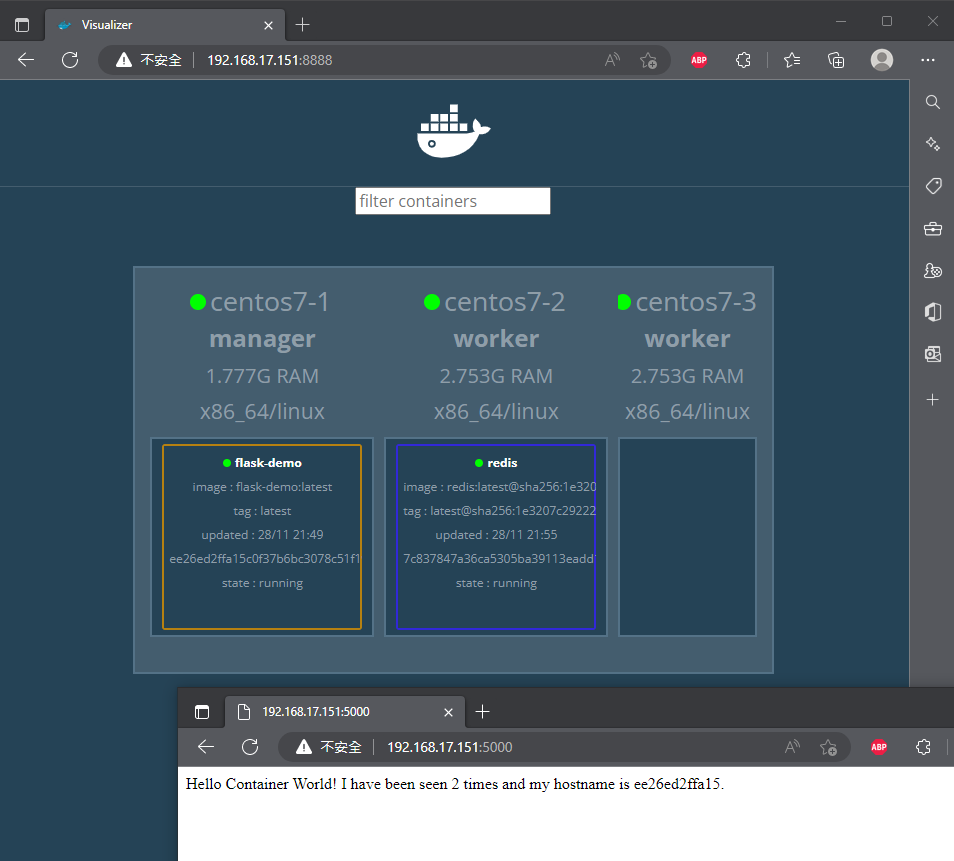 Visualizer
不安全 192.168.17.151:8888
ABP
filter containers
centos7-1
manager
1.777G RAM
x86_64/linux
flask-demo
image : flask-demo:latest
tag : latest
updated : 28/11 21:49
ee26ed2ffa15c0f37b6bc3078c51f1
state : running
centos7-2
worker
2.753G RAM
x86_64/linux
redis
image : redis:latest@sha256:1e320
tag : latest@sha256:1e3207c29222
updated : 28/11 21:55
7c837847a36ca5305ba39113eadd
state : running
centos7-3
worker
2.753G RAM
x86_64/linux
192.168.17.151:5000
不安全 192.168.17.151:5000
ABP
Hello Container World! I have been seen 2 times and my hostname is ee26ed2ffa15.